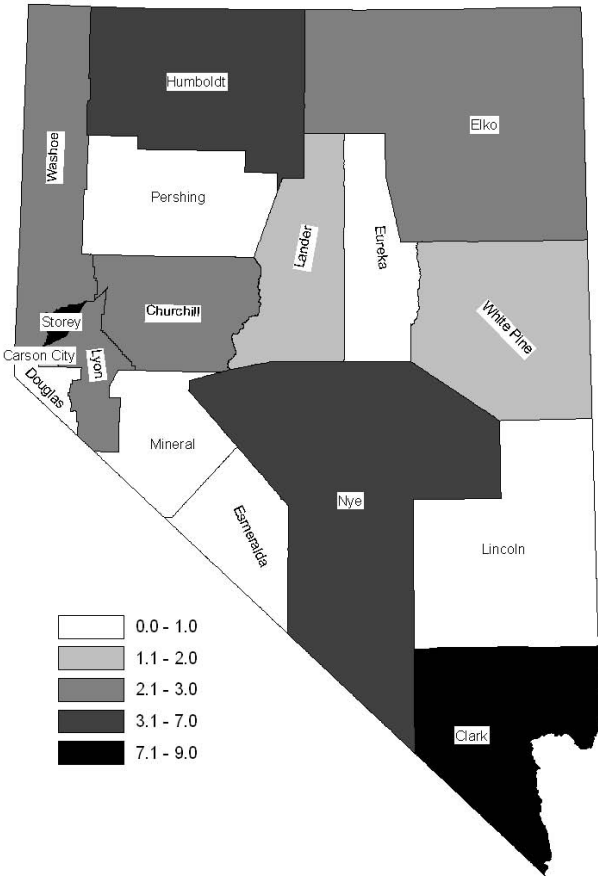 Humboldt
Elko
Washoe
Pershing
Lander
Eureka
Churchill
Storey
White Pine
Carson City
Lyon
Douglas
Mineral
Nye
Esmeralda
Lincoln
0.0 - 1.0
1.1 - 2.0
2.1 - 3.0
3.1 - 7.0
7.1 - 9.0
Clark